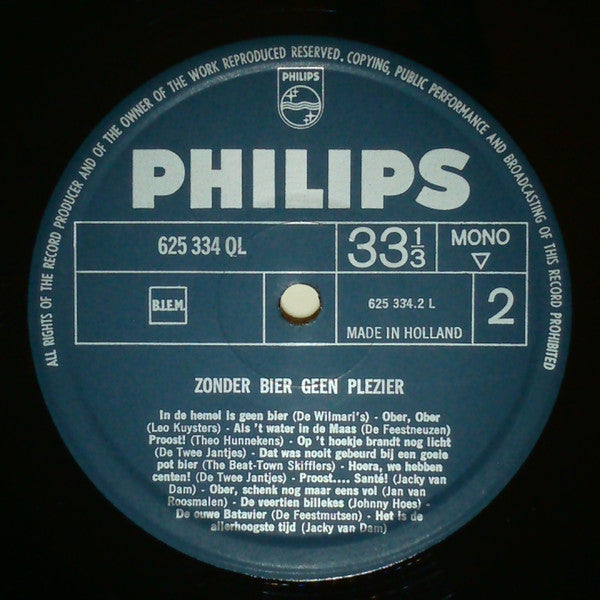 ALL RIGHTS OF THE RECORD PRODUCER AND OF THE OWNER OF THE WORK REPRODUCED RESERVED. COPYING, PUBLIC PERFORMANCE AND BROADCASTING OF THIS RECORD PROHIBITED
PHILIPS
PHILIPS
625 334 QL
33 1/3
MONO
▽
B.I.E.M.
625 334.2 L
MADE IN HOLLAND
2
ZONDER BIER GEEN PLEZIER
In de hemel is geen bier (De Wilmari's) - Ober, Ober
(Leo Kuysters) - Als 't water in de Maas (De Feestneuzen)
Proost! (Theo Hunnekens) - Op 't hoekje brandt nog licht
(De Twee Jantjes) - Dat was nooit gebeurd bij een goeie
pot bier (The Beat-Town Skifflers) - Hoera, we hebben
centen! (De Twee Jantjes) - Proost.... Santé! (Jacky van
Dam) - Ober, schenk nog maar eens vol (Jan van
Roosmalen) - De veertien billekes (Johnny Hoes) -
De ouwe Batavier (De Feestmutsen) - Het is de
allerhoogste tijd (Jacky van Dam)